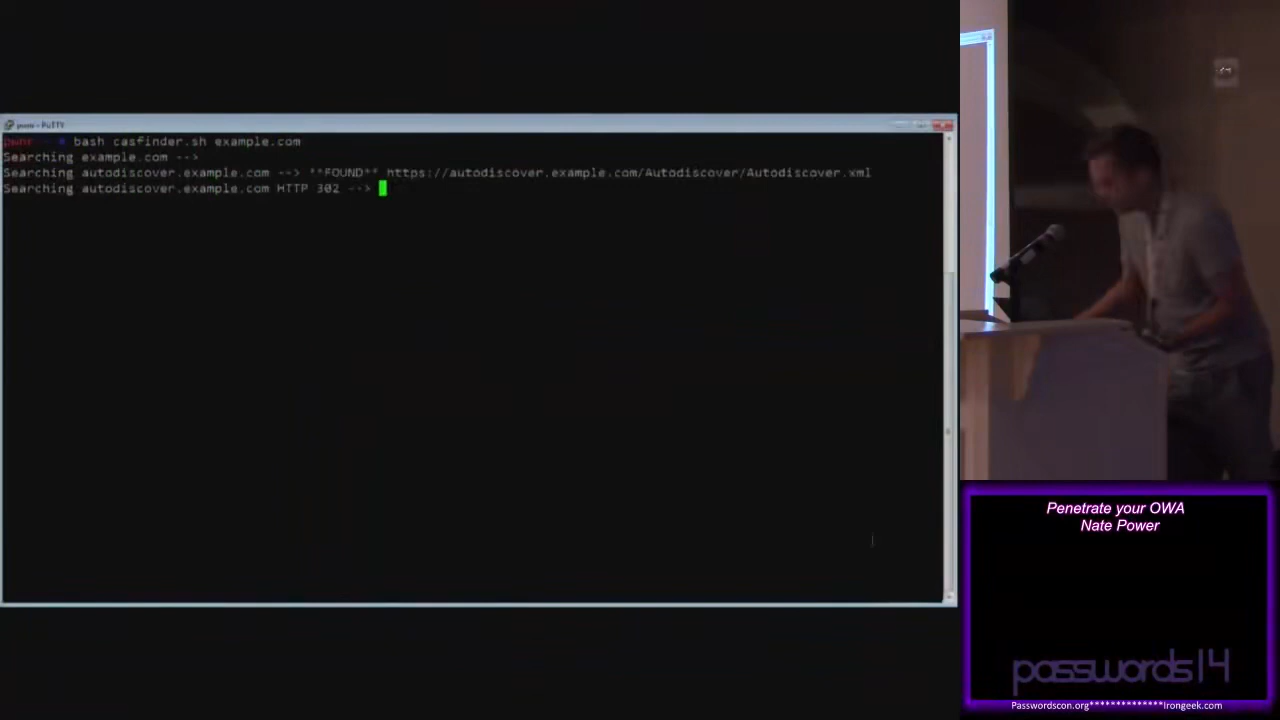 pwnr ~ # bash casfinder.sh example.com
Searching example.com -->
Searching autodiscover.example.com --> **FOUND** https://autodiscover.example.com/Autodiscover/Autodiscover.xml
Searching autodiscover.example.com HTTP 302 -->
Penetrate your OWA
Nate Power
passwords14
Passwordscon.org**************Irongeek.com